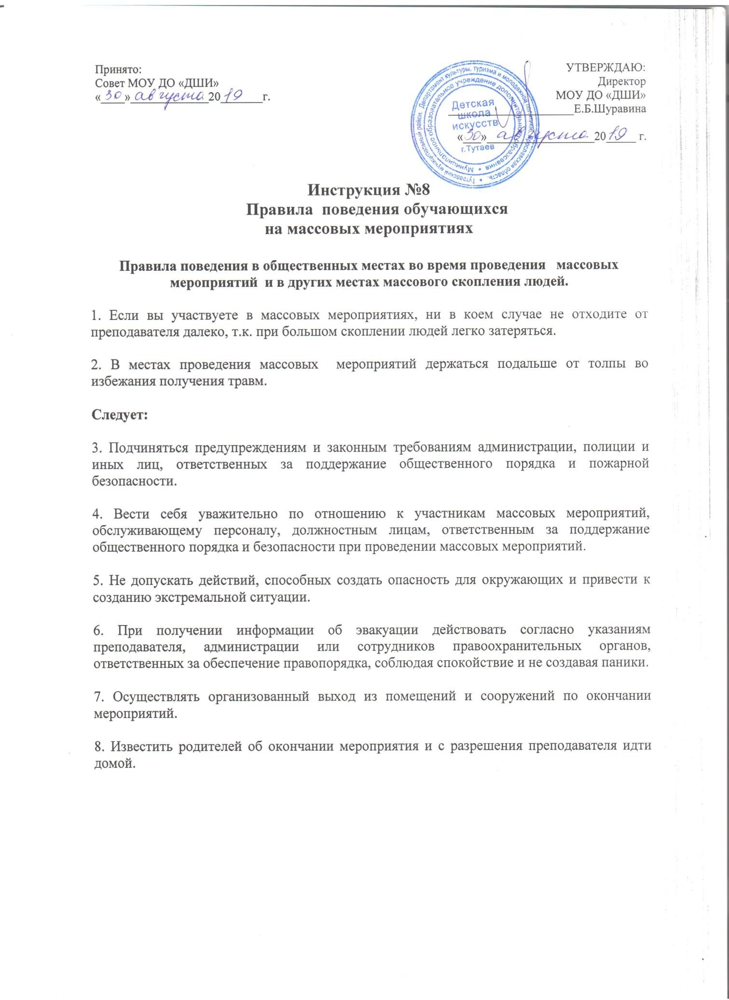 Принято:
Совет МОУ ДО «ДШИ»
«30» августа 2019 г.
УТВЕРЖДАЮ:
Директор
МОУ ДО «ДШИ»
Е.Б.Шуравина
«30» августа 2019 г.
Тутаевский муниципальный район. Департамент культуры, туризма и молодежной политики. Ярославская область.
Муниципальное образовательное учреждение дополнительного образования
Детская
школа
искусств
г.Тутаев
Инструкция №8
Правила поведения обучающихся
на массовых мероприятиях
Правила поведения в общественных местах во время проведения массовых
мероприятий и в других местах массового скопления людей.
1. Если вы участвуете в массовых мероприятиях, ни в коем случае не отходите от
преподавателя далеко, т.к. при большом скоплении людей легко затеряться.
2. В местах проведения массовых мероприятий держаться подальше от толпы во
избежания получения травм.
Следует:
3. Подчиняться предупреждениям и законным требованиям администрации, полиции и
иных лиц, ответственных за поддержание общественного порядка и пожарной
безопасности.
4. Вести себя уважительно по отношению к участникам массовых мероприятий,
обслуживающему персоналу, должностным лицам, ответственным за поддержание
общественного порядка и безопасности при проведении массовых мероприятий.
5. Не допускать действий, способных создать опасность для окружающих и привести к
созданию экстремальной ситуации.
6. При получении информации об эвакуации действовать согласно указаниям
преподавателя, администрации или сотрудников правоохранительных органов,
ответственных за обеспечение правопорядка, соблюдая спокойствие и не создавая паники.
7. Осуществлять организованный выход из помещений и сооружений по окончании
мероприятий.
8. Известить родителей об окончании мероприятия и с разрешения преподавателя идти
домой.